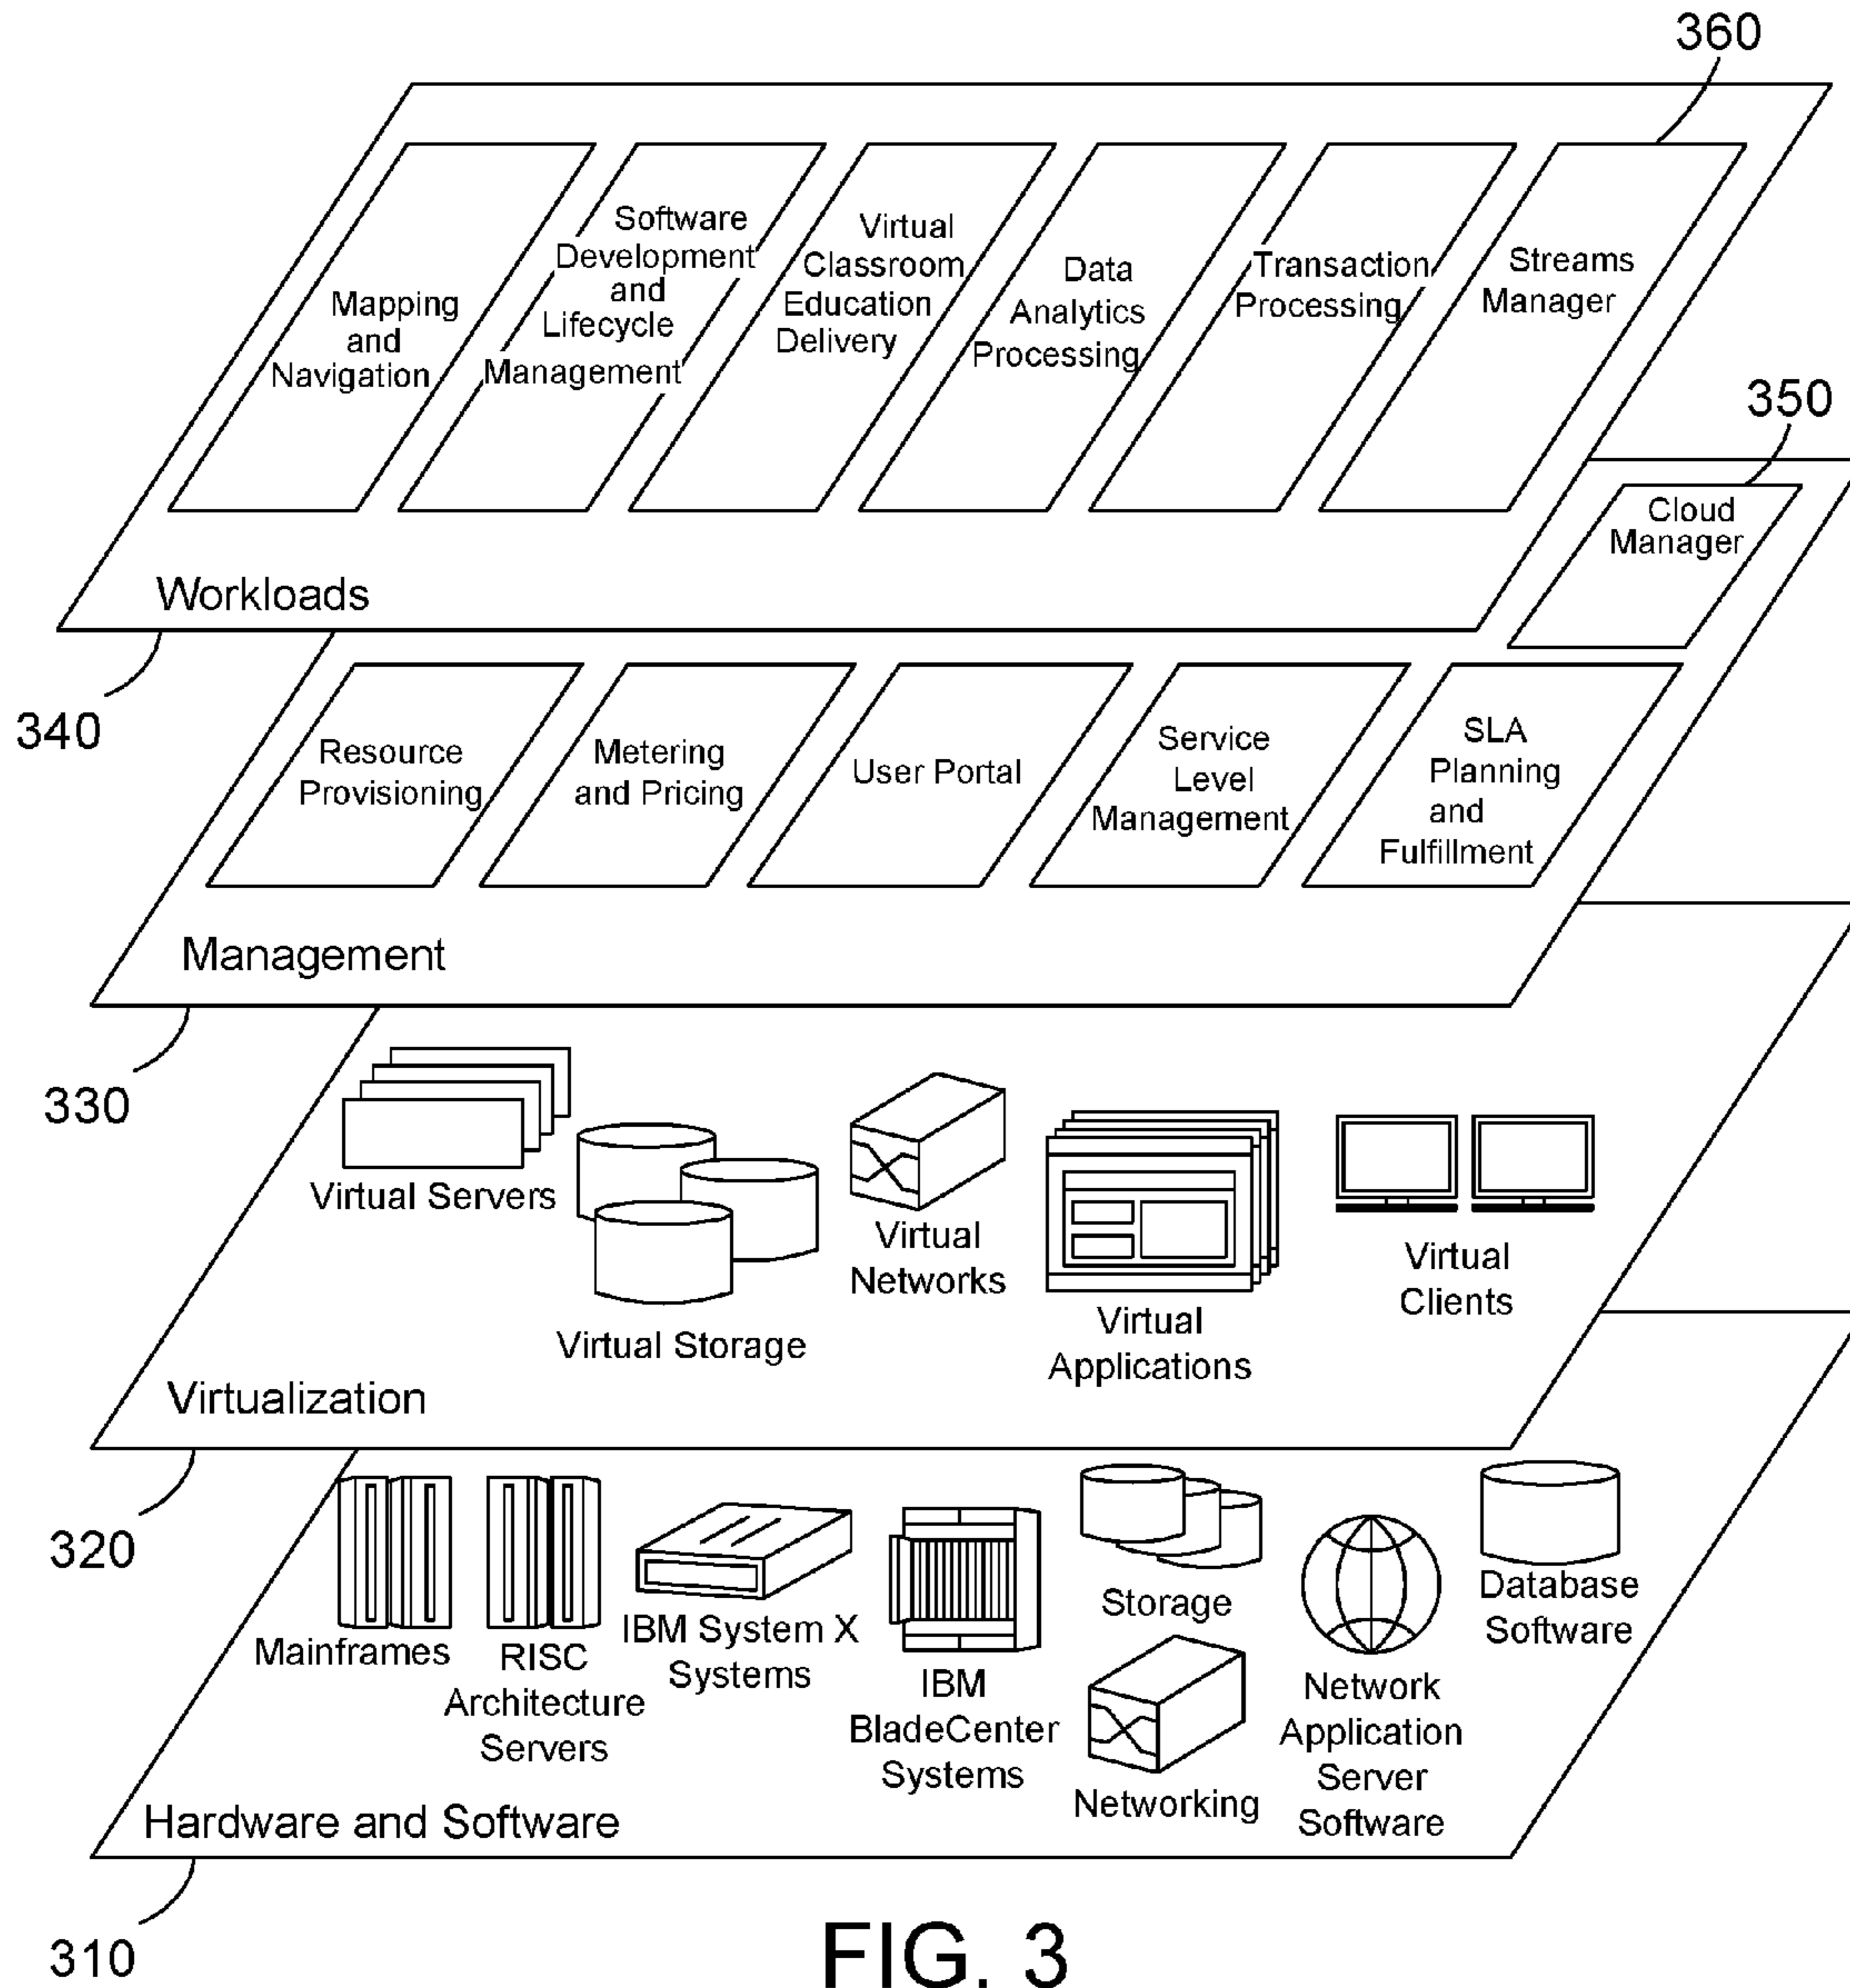 360
Mapping
and
Navigation
Software
Development
and
Lifecycle
Management
Virtual
Classroom
Education
Delivery
Data
Analytics
Processing
Transaction
Processing
Streams
Manager
350
Cloud
Manager
Workloads
340
Resource
Provisioning
Metering
and Pricing
User Portal
Service
Level
Management
SLA
Planning
and
Fulfillment
Management
330
Virtual Servers
Virtual Storage
Virtual
Networks
Virtual
Applications
Virtual
Clients
Virtualization
320
Mainframes
RISC
Architecture
Servers
IBM System X
Systems
IBM
BladeCenter
Systems
Storage
Networking
Network
Application
Server
Software
Database
Software
Hardware and Software
310
FIG. 3